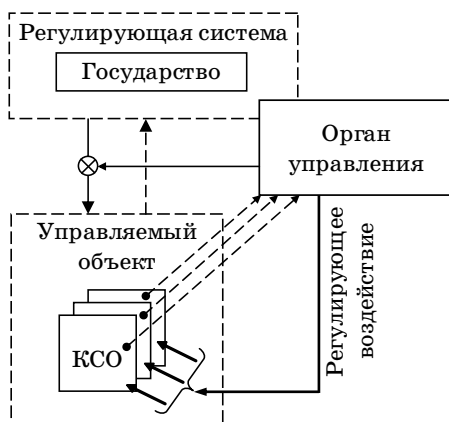 Регулирующая система
Государство
Орган
управления
Управляемый
объект
КСО
Регулирующее
воздействие